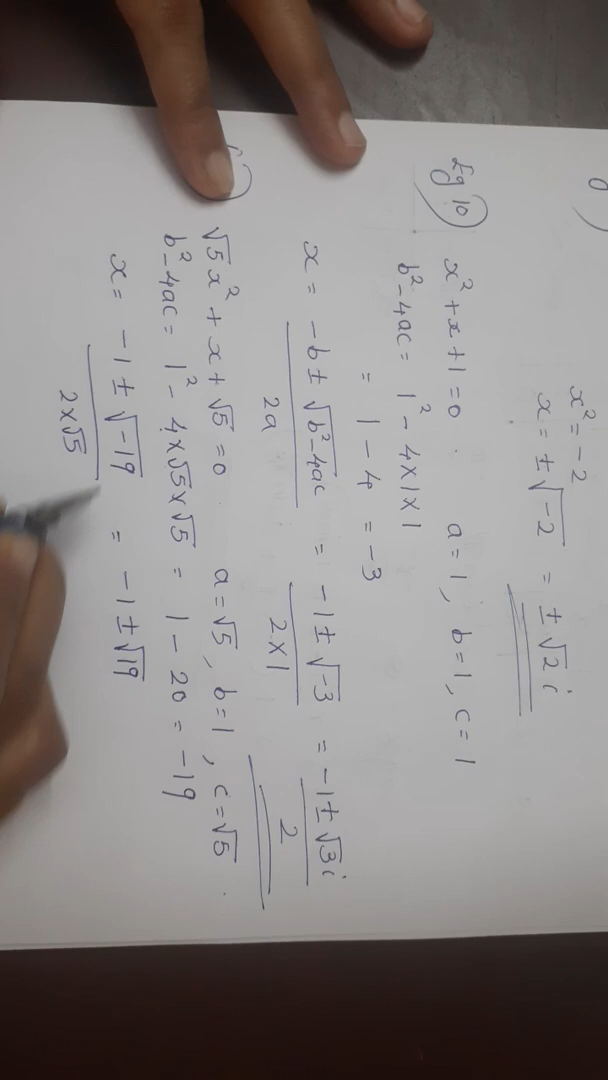 x² = -2
x = ±√-2 = ±√2 i
Eg 10)
x² + x + 1 = 0. a = 1, b = 1, c = 1
b² - 4ac = 1² - 4×1×1
= 1 - 4 = -3
x = -b ± √b² - 4ac / 2a = -1 ± √-3 / 2×1 = -1 ± √3 i / 2
√5 x² + x + √5 = 0 a = √5, b = 1, c = √5.
b² - 4ac = 1² - 4×√5×√5 = 1 - 20 = -19
x = -1 ± √-19 / 2×√5 = -1 ± √19